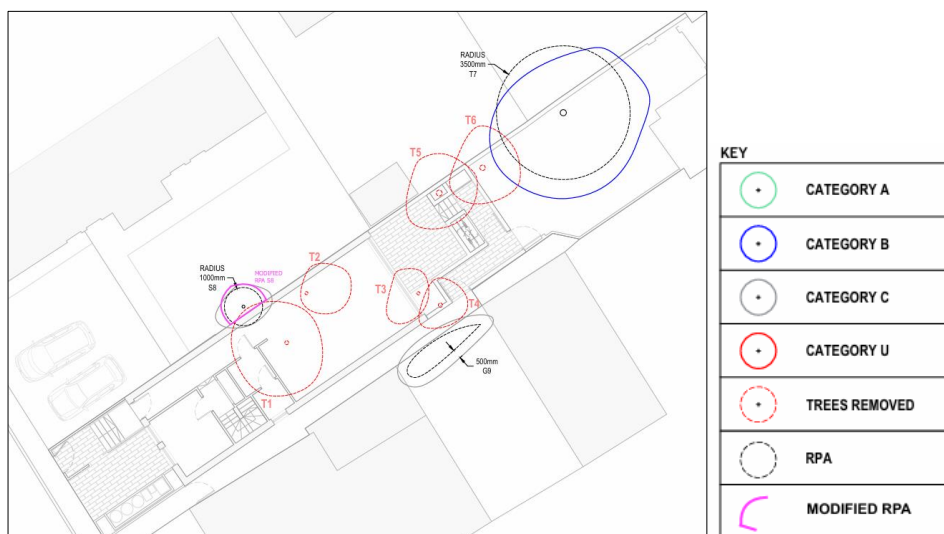 RADIUS
3500mm
T7
T6
T5
T2
RADIUS
1000mm
S8
MODIFIED
RPA S8
T3
T4
500mm
G9
T1
KEY
CATEGORY A
CATEGORY B
CATEGORY C
CATEGORY U
TREES REMOVED
RPA
MODIFIED RPA